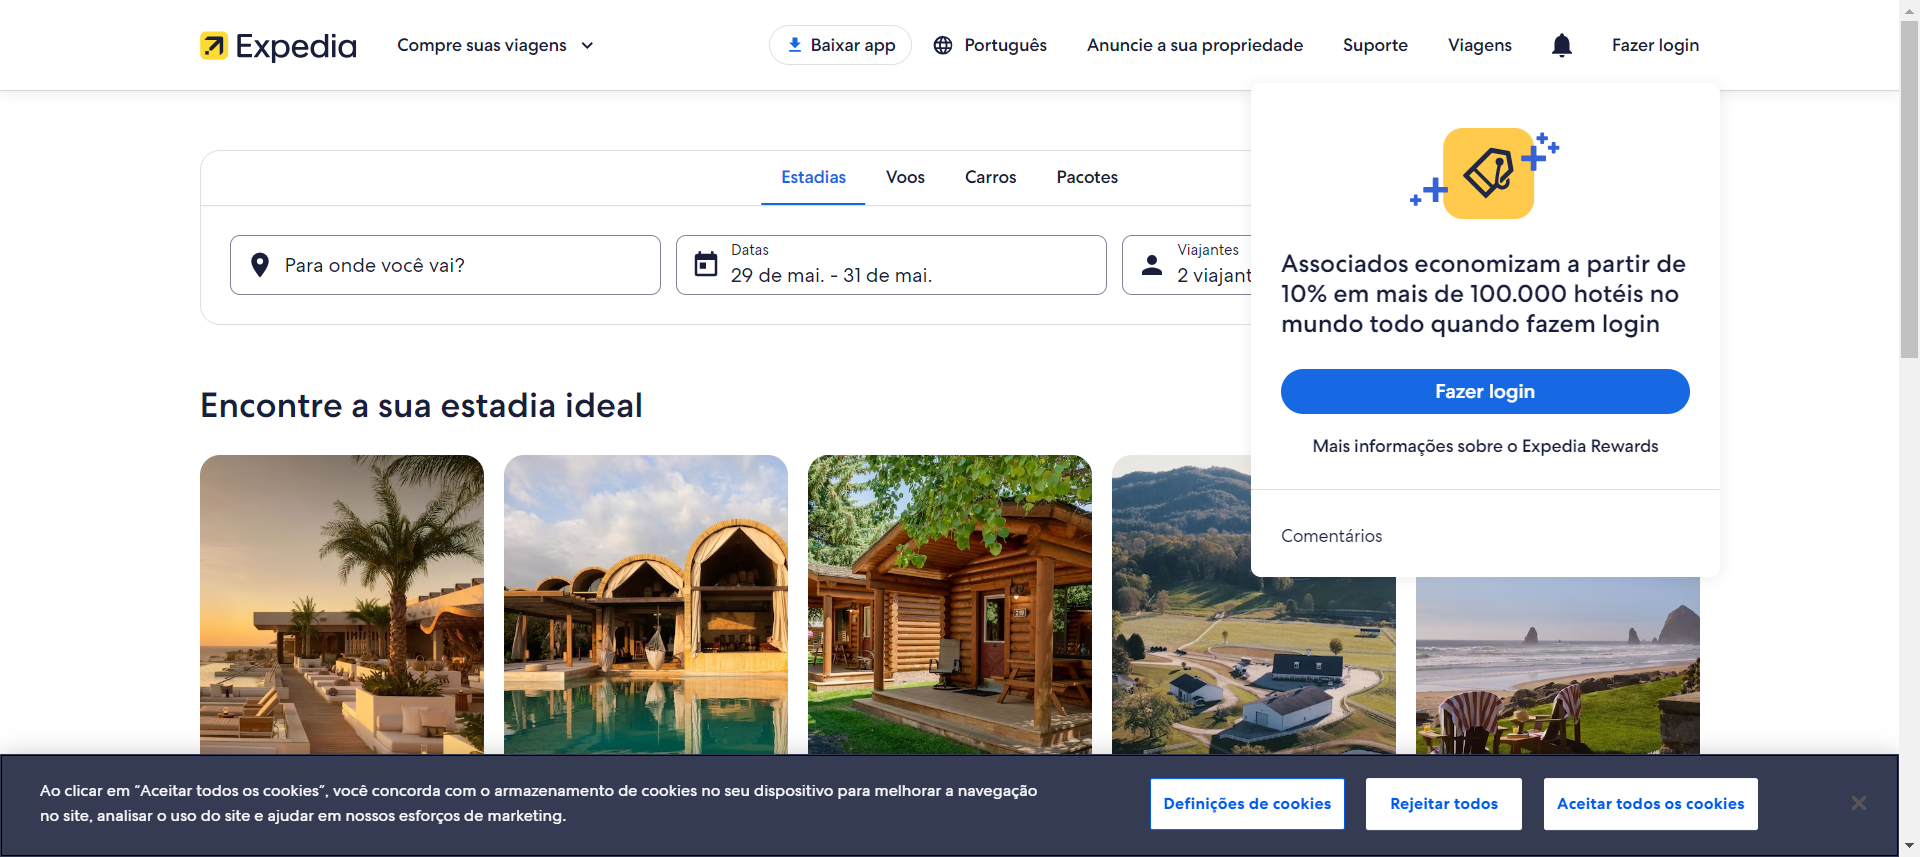 Expedia
Compre suas viagens
Baixar app
Português
Anuncie a sua propriedade
Suporte
Viagens
Fazer login
Estadias
Voos
Carros
Pacotes
Para onde você vai?
Datas
29 de mai. - 31 de mai.
Viajantes
2 viajant
Associados economizam a partir de
10% em mais de 100.000 hotéis no
mundo todo quando fazem login
Fazer login
Mais informações sobre o Expedia Rewards
Comentários
Encontre a sua estadia ideal
Ao clicar em “Aceitar todos os cookies”, você concorda com o armazenamento de cookies no seu dispositivo para melhorar a navegação
no site, analisar o uso do site e ajudar em nossos esforços de marketing.
Definições de cookies
Rejeitar todos
Aceitar todos os cookies